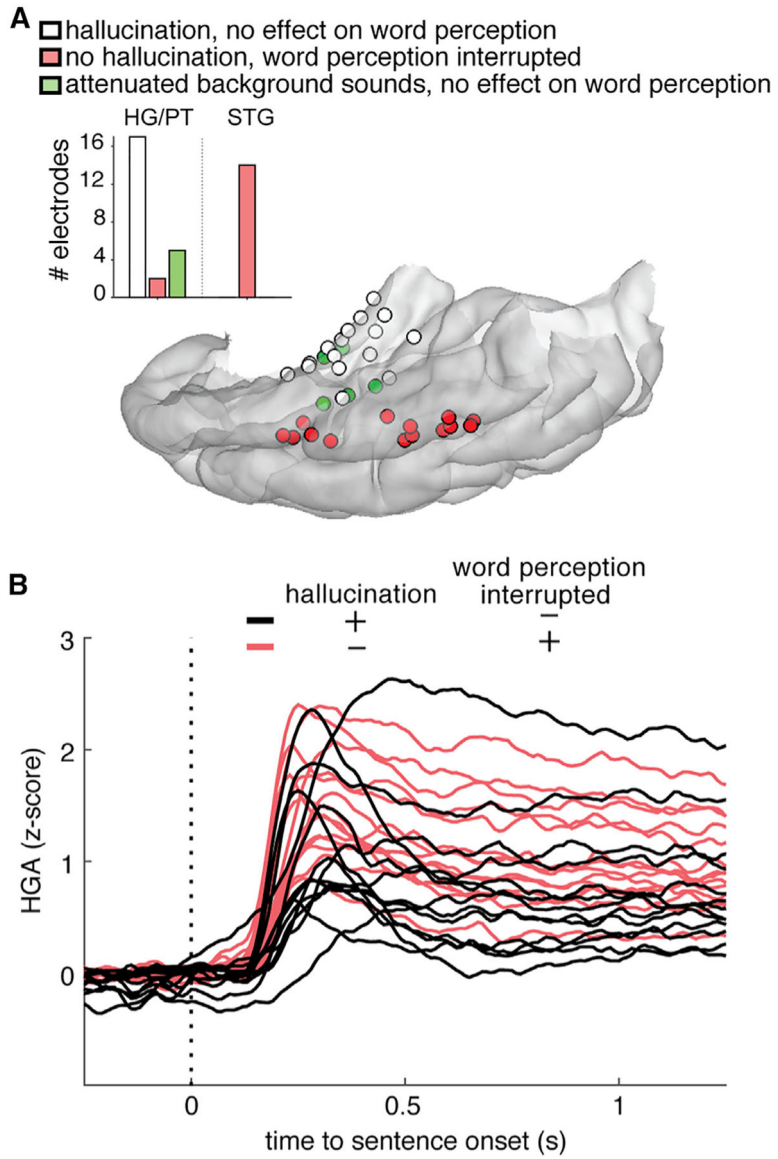 A
hallucination, no effect on word perception
no hallucination, word perception interrupted
attenuated background sounds, no effect on word perception
HG/PT STG
# electrodes
16
12
8
4
0
B
hallucination
word perception
interrupted
+ −
− +
HGA (z-score)
3
2
1
0
0 0.5 1
time to sentence onset (s)